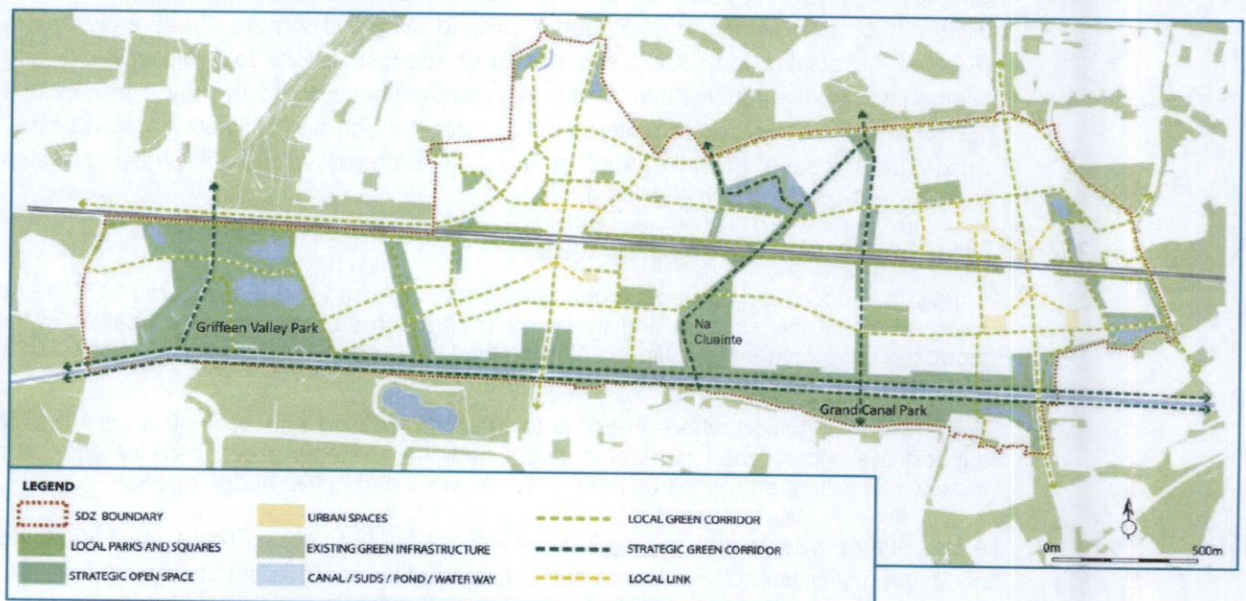 Griffeen Valley Park
Na
Cluainte
Grand Canal Park
LEGEND
SDZ BOUNDARY
LOCAL PARKS AND SQUARES
STRATEGIC OPEN SPACE
URBAN SPACES
EXISTING GREEN INFRASTRUCTURE
CANAL / SUDS / POND / WATER WAY
LOCAL GREEN CORRIDOR
STRATEGIC GREEN CORRIDOR
LOCAL LINK
0m 500m